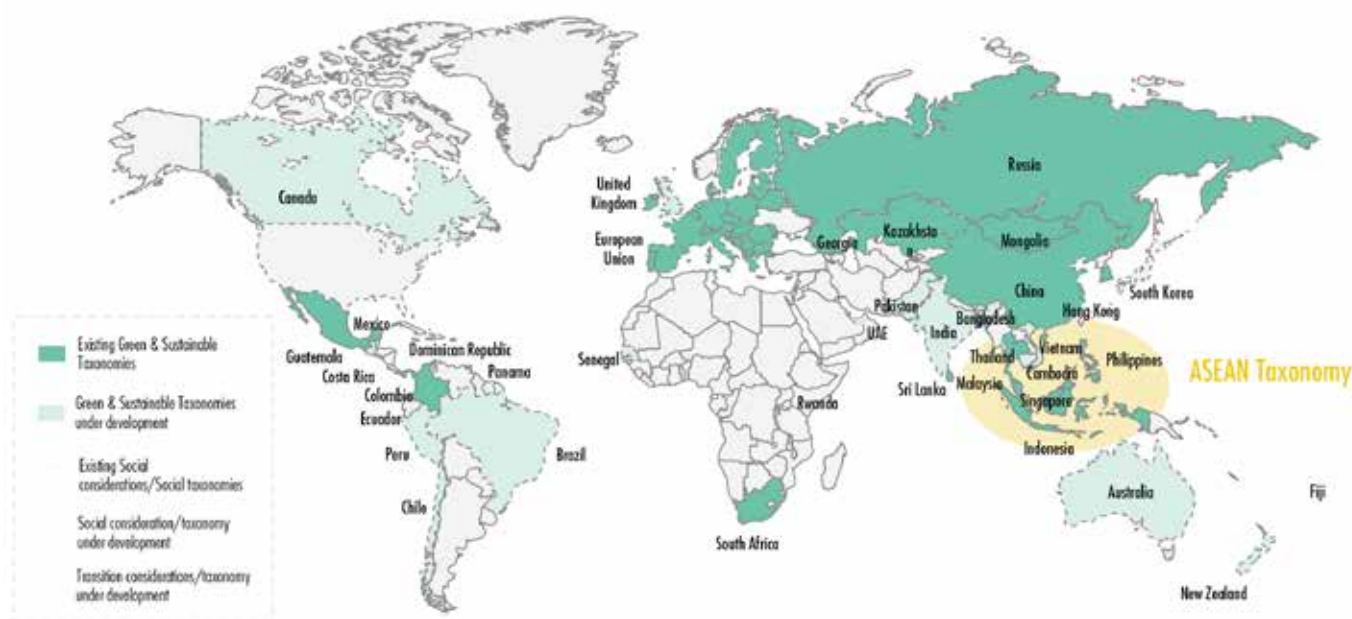 Canada
Russia
United
Kingdom
European
Union
Georgia
Kazakhsta
n
Mongolia
China
South Korea
Hong Kong
Pakistan
India
Bangladesh
UAE
Mexico
Guatemala
Dominican Republic
Costa Rica
Panama
Colombia
Ecuador
Peru
Brazil
Chile
Senegal
Rwanda
South Africa
Sri Lanka
Thailand
Vietnam
Cambodra
Malaysia
Singapore
Philippines
Indonesia
ASEAN Taxonomy
Australia
Fiji
New Zealand
Existing Green & Sustainable
Taxonomies
Green & Sustainable Taxonomies
under development
Existing Social
considerations/Social taxonomies
Social consideration/taxonomy
under development
Transition considerations/taxonomy
under development